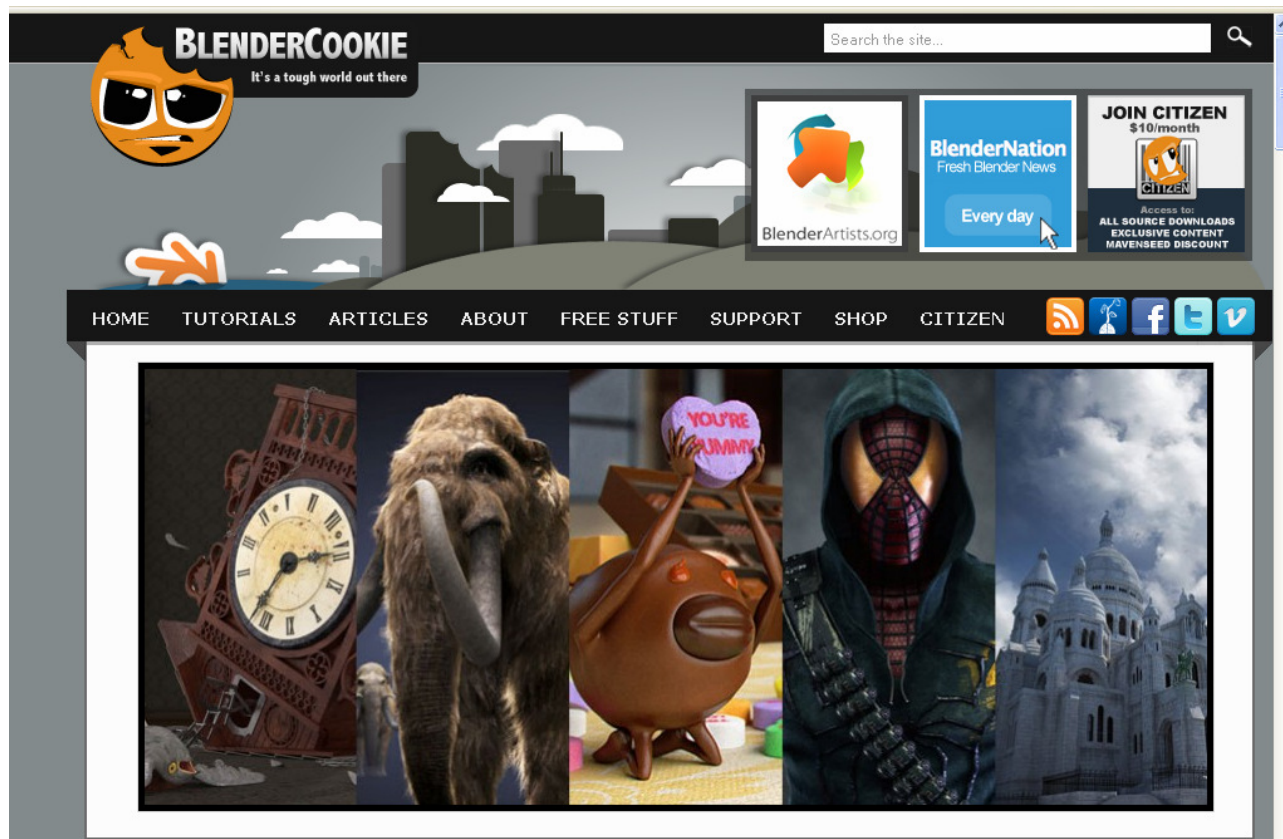 BLENDERCOOKIE
It's a tough world out there
Search the site...
BlenderArtists.org
BlenderNation
Fresh Blender News
Every day
JOIN CITIZEN
$10/month
CITIZEN
Access to:
ALL SOURCE DOWNLOADS
EXCLUSIVE CONTENT
MAVENSEED DISCOUNT
HOME TUTORIALS ARTICLES ABOUT FREE STUFF SUPPORT SHOP CITIZEN
YOU'RE